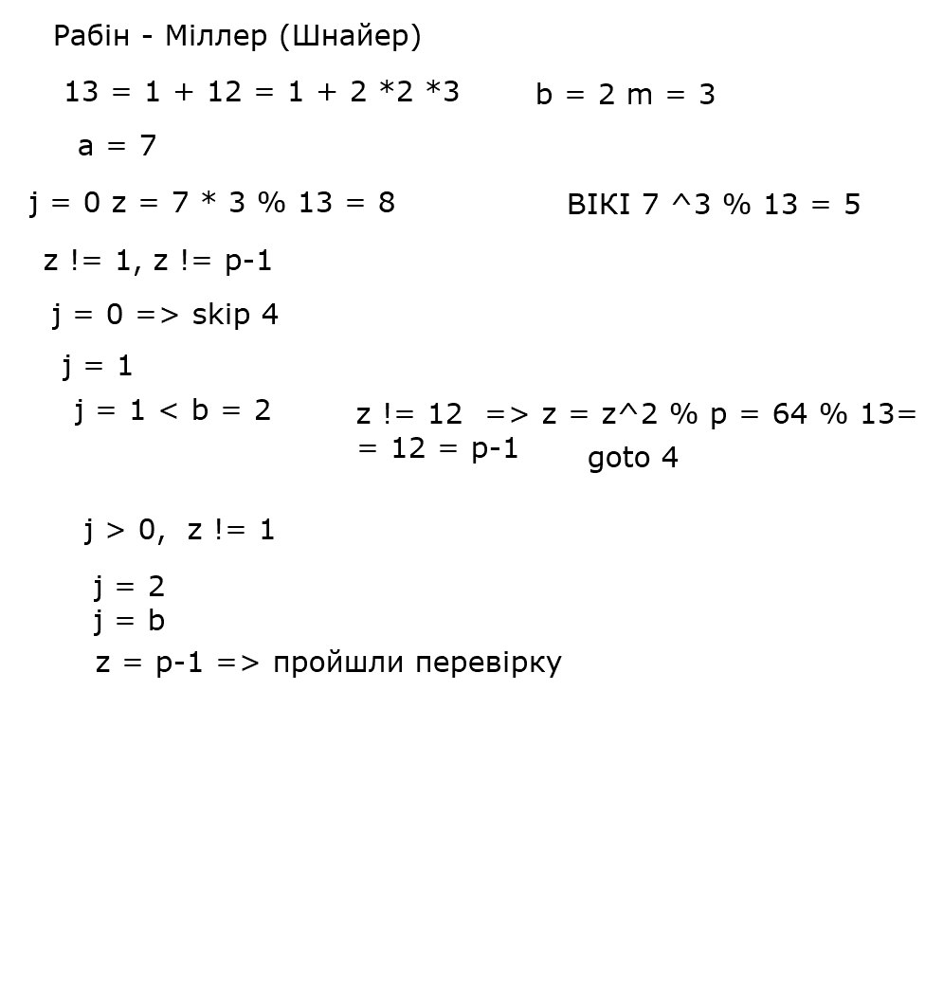 Рабін - Міллер (Шнайер)
13 = 1 + 12 = 1 + 2 *2 *3 b = 2 m = 3
a = 7
j = 0 z = 7 * 3 % 13 = 8 ВІКІ 7 ^3 % 13 = 5
z != 1, z != p-1
j = 0 => skip 4
j = 1
j = 1 < b = 2 z != 12 => z = z^2 % p = 64 % 13=
= 12 = p-1 goto 4
j > 0, z != 1
j = 2
j = b
z = p-1 => пройшли перевірку